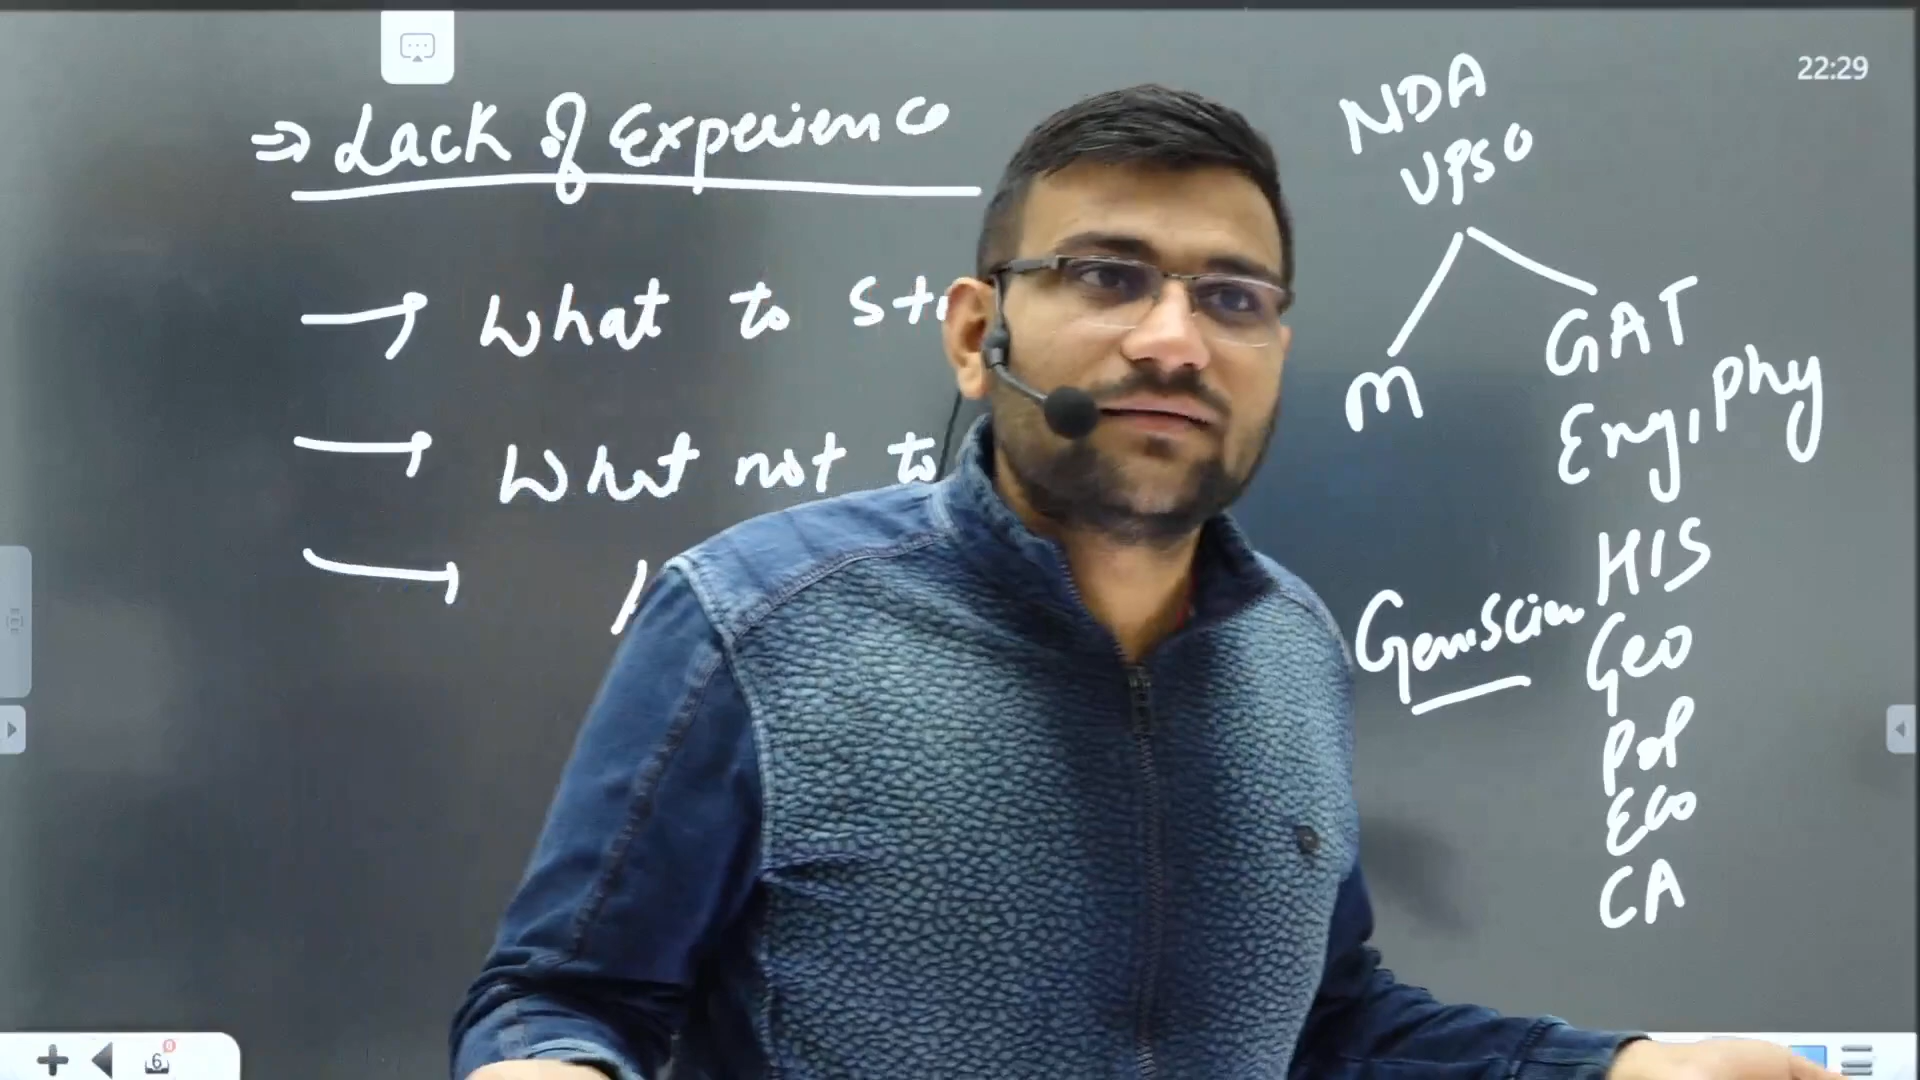 ⇒ Lack of Experience
→ What to St
→ What not to
→
NDA
UPSC
M
GAT
Eng, Phy
HIS
Gen. Scien
Geo
Pol
Eco
CA
22:29
6
0